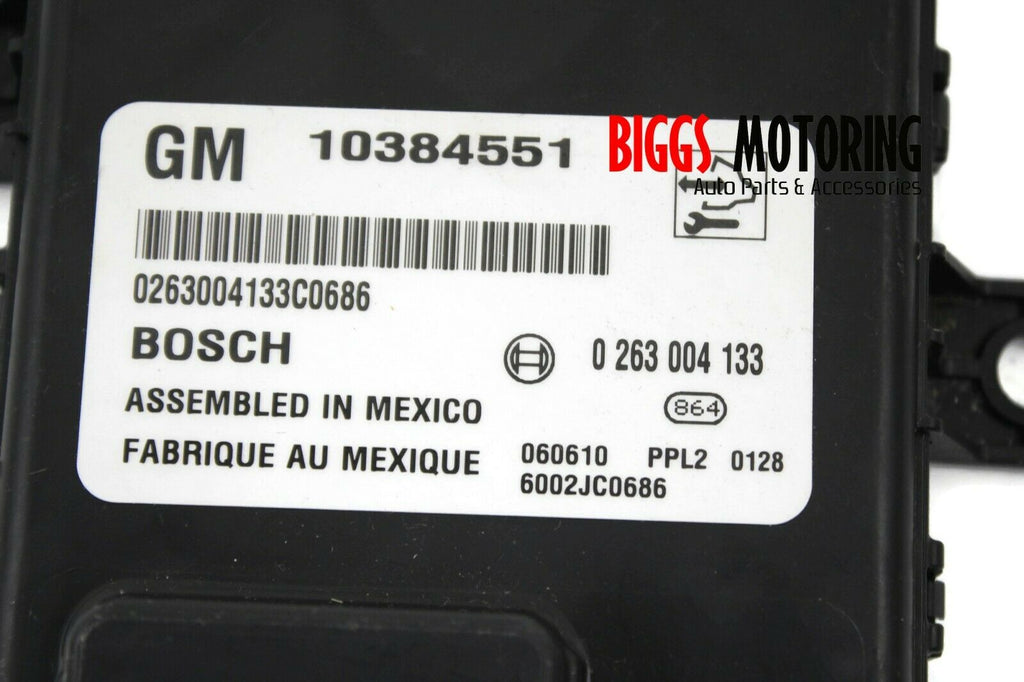 GM 10384551
BIGGS MOTORING
Auto Parts & Accessories
0263004133C0686
BOSCH 0 263 004 133
ASSEMBLED IN MEXICO 864
FABRIQUE AU MEXIQUE 060610 PPL2 0128
6002JC0686